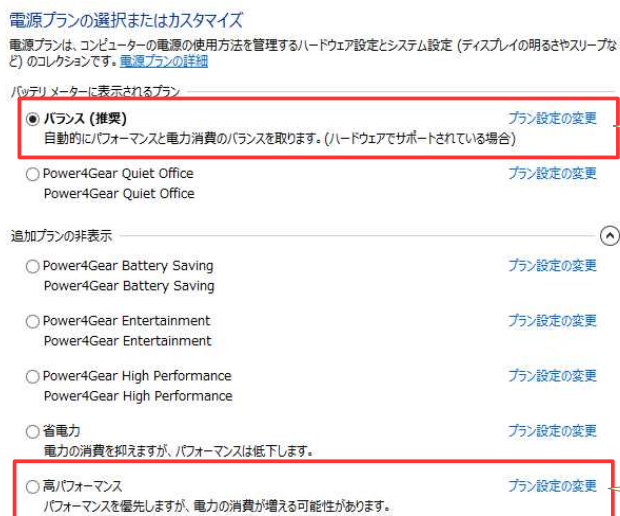 電源プランの選択またはカスタマイズ
電源プランは、コンピューターの電源の使用方法を管理するハードウェア設定とシステム設定 (ディスプレイの明るさやスリープな
ど) のコレクションです。電源プランの詳細
バッテリ メーターに表示されるプラン
バランス (推奨) プラン設定の変更
自動的にパフォーマンスと電力消費のバランスを取ります。(ハードウェアでサポートされている場合)
Power4Gear Quiet Office プラン設定の変更
Power4Gear Quiet Office
追加プランの非表示
Power4Gear Battery Saving プラン設定の変更
Power4Gear Battery Saving
Power4Gear Entertainment プラン設定の変更
Power4Gear Entertainment
Power4Gear High Performance プラン設定の変更
Power4Gear High Performance
省電力 プラン設定の変更
電力の消費を抑えますが、パフォーマンスは低下します。
高パフォーマンス プラン設定の変更
パフォーマンスを優先しますが、電力の消費が増える可能性があります。